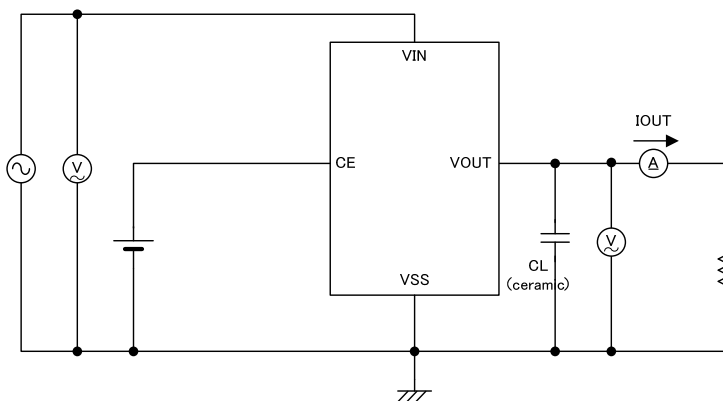 VIN
IOUT
V
CE
VOUT
A
V
CL
(ceramic)
VSS